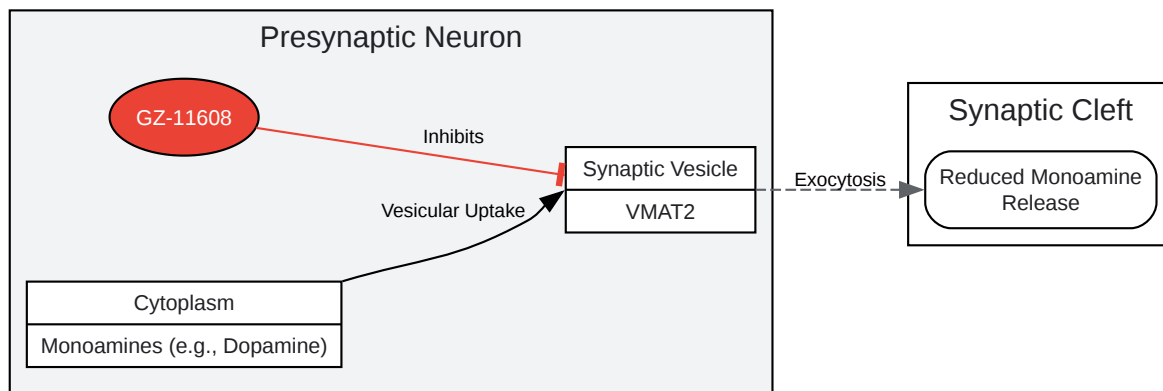 Presynaptic Neuron
GZ-11608
Inhibits
Synaptic Vesicle
VMAT2
Vesicular Uptake
Cytoplasm
Monoamines (e.g., Dopamine)
Exocytosis
Synaptic Cleft
Reduced Monoamine
Release